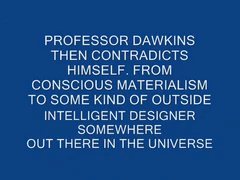 PROFESSOR DAWKINS
THEN CONTRADICTS
HIMSELF. FROM
CONSCIOUS MATERIALISM
TO SOME KIND OF OUTSIDE
INTELLIGENT DESIGNER
SOMEWHERE
OUT THERE IN THE UNIVERSE